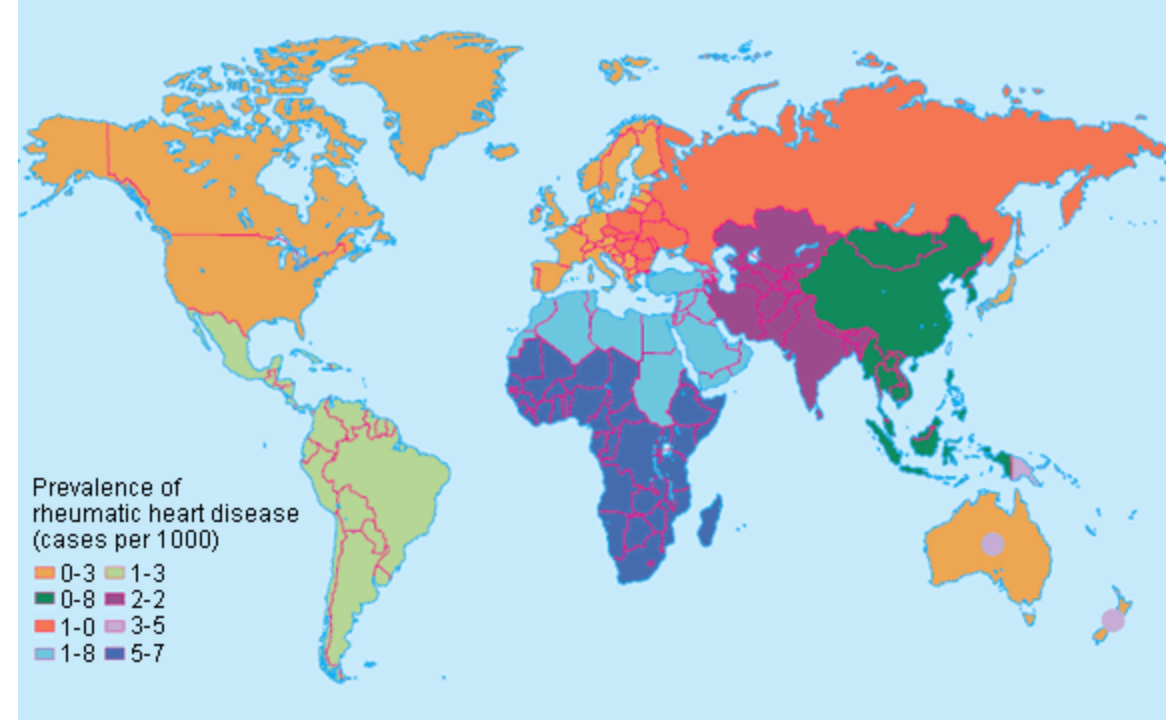 Prevalence of
rheumatic heart disease
(cases per 1000)
0-3 1-3
0-8 2-2
1-0 3-5
1-8 5-7